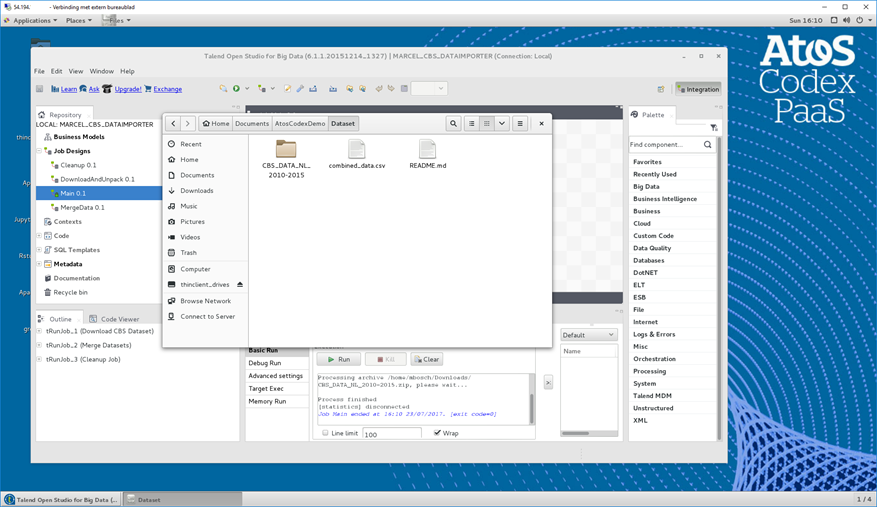 54.194.
- Verbinding met extern bureaublad
Applications
Places
Sun 16:10
Talend Open Studio for Big Data (6.1.1.20151214_1327) | MARCEL_CBS_DATAIMPORTER (Connection: Local)
File Edit View Window Help
Learn Ask Upgrade! Exchange
Integration
Repository
LOCAL: MARCEL_CBS_DATAIMPORTER
Business Models
Job Designs
Cleanup 0.1
DownloadAndUnpack 0.1
Main 0.1
MergeData 0.1
Contexts
Code
SQL Templates
Metadata
Documentation
Recycle bin
Outline
Code Viewer
tRunJob_1 (Download CBS Dataset)
tRunJob_2 (Merge Datasets)
tRunJob_3 (Cleanup Job)
Home Documents AtosCodexDemo Dataset
Recent
Home
Documents
Downloads
Music
Pictures
Videos
Trash
Computer
thinclient_drives
Browse Network
Connect to Server
CBS_DATA_NL_
2010-2015
combined_data.csv
README.md
Basic Run
Debug Run
Advanced settings
Target Exec
Memory Run
Run Kill Clear
Processing archive /home/mbosch/Downloads/
CBS_DATA_NL_2010-2015.zip, please wait...
Process finished
[statistics] disconnected
Job Main ended at 16:10 23/07/2017. [exit code=0]
Line limit 100 Wrap
Default
Name
Palette
Find component...
Favorites
Recently Used
Big Data
Business Intelligence
Business
Cloud
Custom Code
Data Quality
Databases
DotNET
ELT
ESB
File
Internet
Logs & Errors
Misc
Orchestration
Processing
System
Talend MDM
Unstructured
XML
Atos
Codex
PaaS
Talend Open Studio for Big Data (...
Dataset
1 / 4